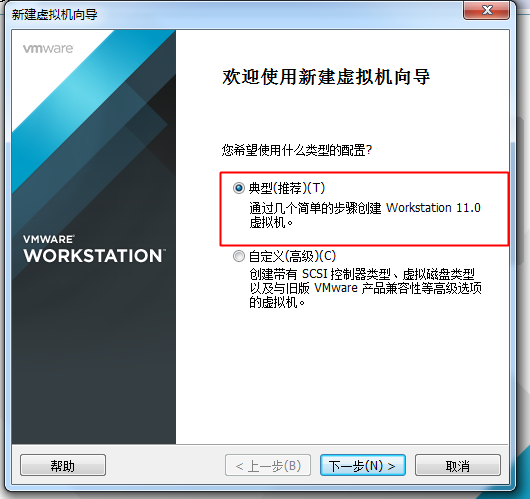 新建虚拟机向导
vmware
欢迎使用新建虚拟机向导
您希望使用什么类型的配置?
典型(推荐)(T)
通过几个简单的步骤创建 Workstation 11.0
虚拟机。
VMWARE®
WORKSTATION™
自定义(高级)(C)
创建带有 SCSI 控制器类型、虚拟磁盘类型
以及与旧版 VMware 产品兼容性等高级选项
的虚拟机。
帮助
< 上一步(B)
下一步(N) >
取消